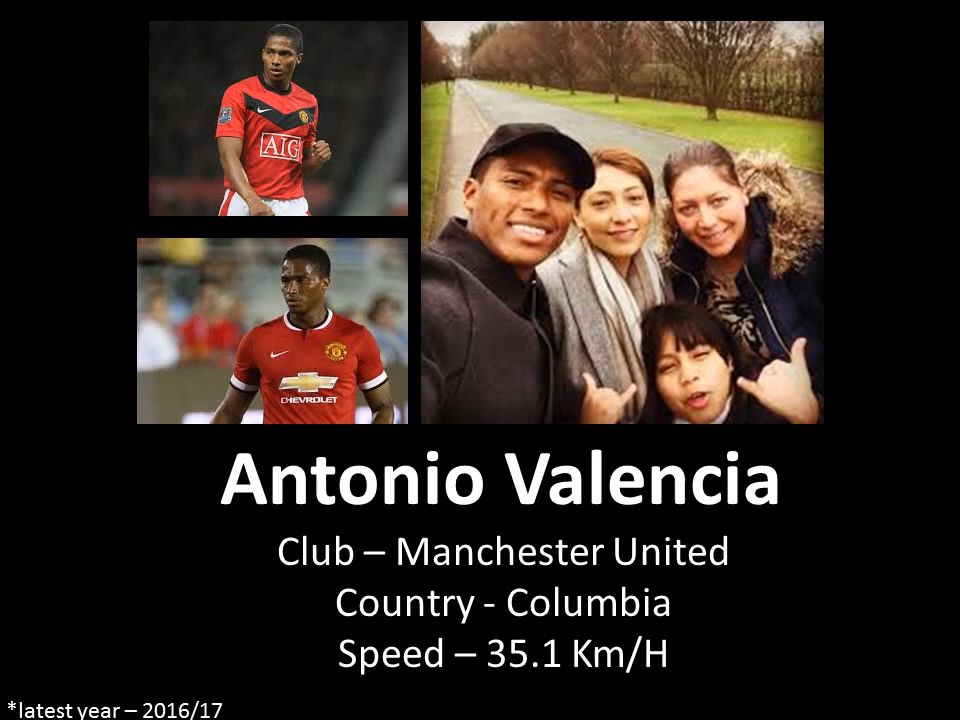 AIG
CHEVROLET
Antonio Valencia
Club – Manchester United
Country - Columbia
Speed – 35.1 Km/H
*latest year – 2016/17